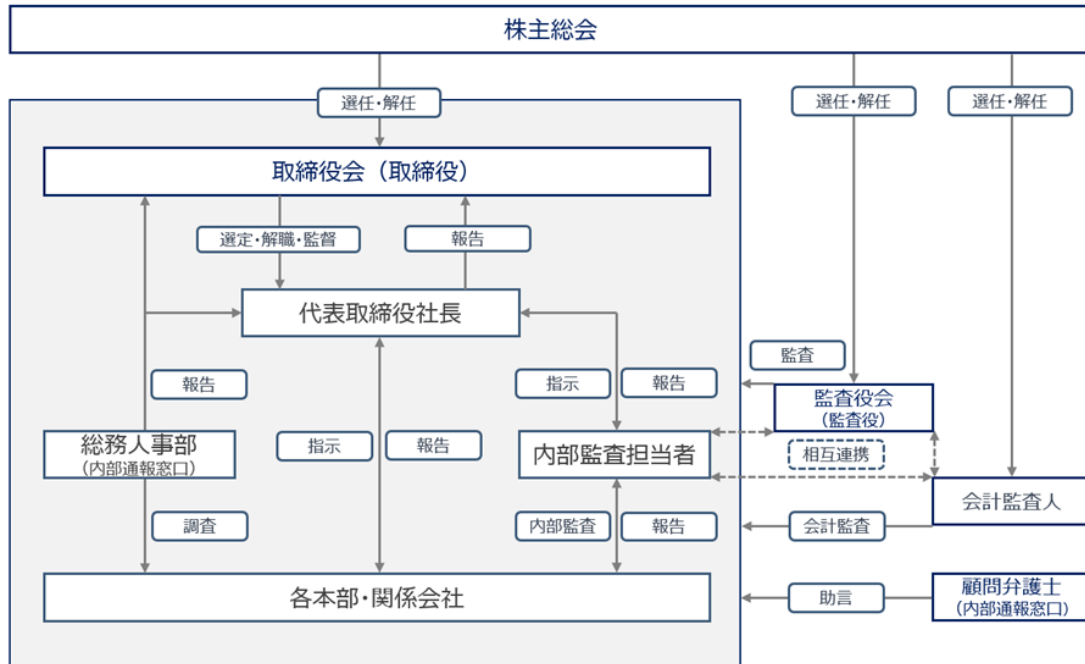 株主総会
選任・解任
選任・解任
選任・解任
取締役会（取締役）
選定・解職・監督
報告
代表取締役社長
監査
報告
指示
報告
監査役会
（監査役）
総務人事部
（内部通報窓口）
指示
報告
内部監査担当者
相互連携
会計監査人
調査
内部監査
報告
会計監査
各本部・関係会社
助言
顧問弁護士
（内部通報窓口）